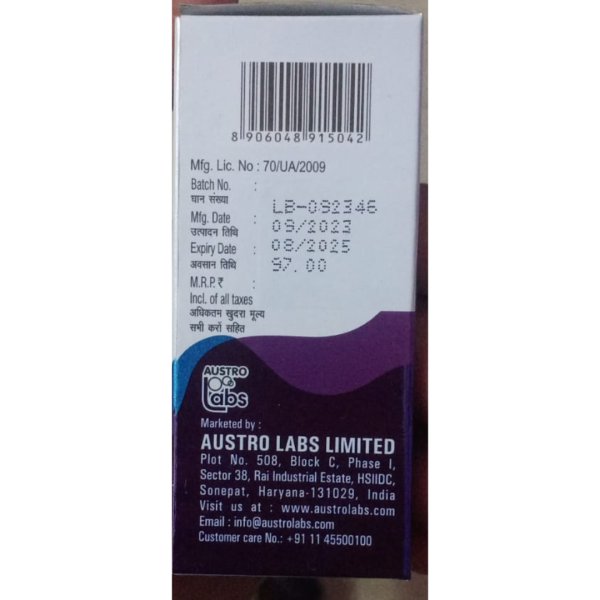 8 906048 915042
Mfg. Lic. No : 70/UA/2009
Batch No. :
घान संख्या
LB-092346
Mfg. Date : 09/2023
उत्पादन तिथि
Expiry Date : 08/2025
अवसान तिथि
97.00
M.R.P. ₹ :
Incl. of all taxes
अधिकतम खुदरा मूल्य
सभी करों सहित
AUSTRO
Labs
Marketed by :
AUSTRO LABS LIMITED
Plot No. 508, Block C, Phase I,
Sector 38, Rai Industrial Estate, HSIIDC,
Sonepat, Haryana-131029, India
Visit us at : www.austrolabs.com
Email : info@austrolabs.com
Customer care No.: +91 11 45500100